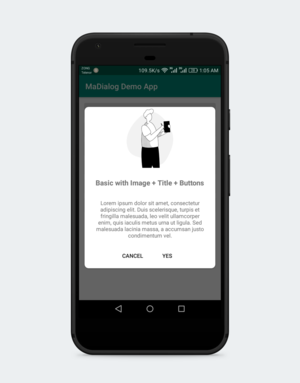 109.5K/s 1:05 AM
MaDialog Demo App
Basic with Image + Title + Buttons
Lorem ipsum dolor sit amet, consectetur
adipiscing elit. Duis scelerisque, turpis et
fringilla malesuada, leo velit ullamcorper
enim, quis iaculis metus urna ut ligula. Sed
malesuada lacinia massa, a accumsan justo
condimentum vel.
CANCEL YES